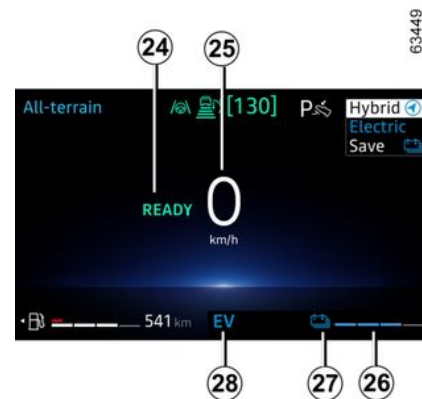 63449
24
25
All-terrain
[130]
P
Hybrid
Electric
Save
READY
0
km/h
541 km
EV
28
27
26